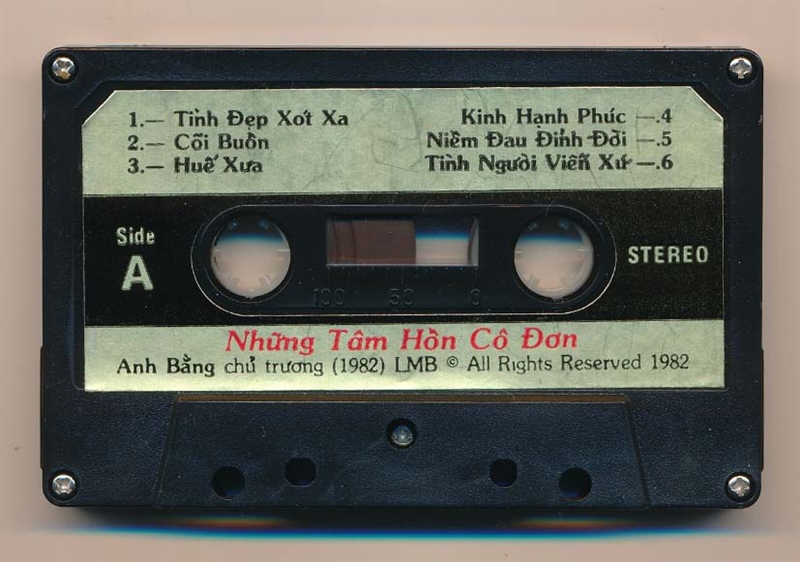 1.— Tình Đẹp Xót Xa
2.— Cõi Buồn
3.— Huế Xưa
Kinh Hạnh Phúc —.4
Niềm Đau Đỉnh Đời —.5
Tình Người Viễn Xứ —.6
Side
A
STEREO
100 50 0
Những Tâm Hồn Cô Đơn
Anh Bằng chủ trương (1982) LMB © All Rights Reserved 1982